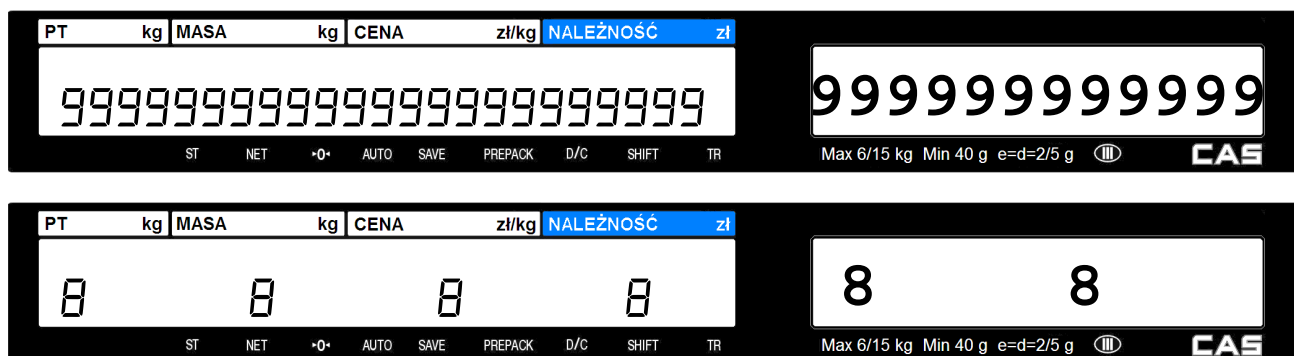 PT kg MASA kg CENA zł/kg NALEŻNOŚĆ zł
99999999999999999999999
999999999999
ST NET ▸0◂ AUTO SAVE PREPACK D/C SHIFT TR
Max 6/15 kg Min 40 g e=d=2/5 g III CAS
PT kg MASA kg CENA zł/kg NALEŻNOŚĆ zł
8 8 8 8
8 8
ST NET ▸0◂ AUTO SAVE PREPACK D/C SHIFT TR
Max 6/15 kg Min 40 g e=d=2/5 g III CAS